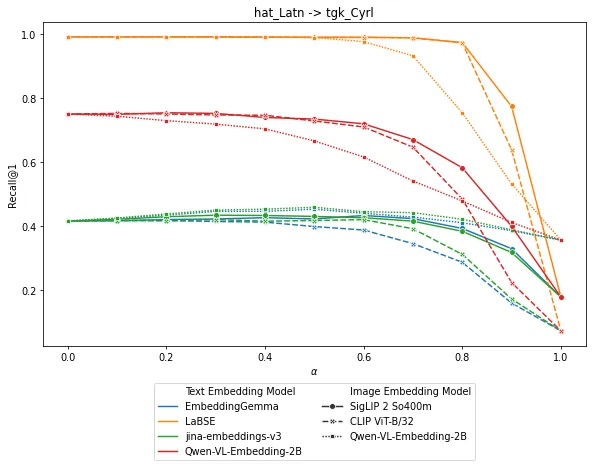 hat_Latn -> tgk_Cyrl
Recall@1
1.0
0.8
0.6
0.4
0.2
0.0 0.2 0.4 0.6 0.8 1.0
α
Text Embedding Model
EmbeddingGemma
LaBSE
jina-embeddings-v3
Qwen-VL-Embedding-2B
Image Embedding Model
SigLIP 2 So400m
CLIP ViT-B/32
Qwen-VL-Embedding-2B